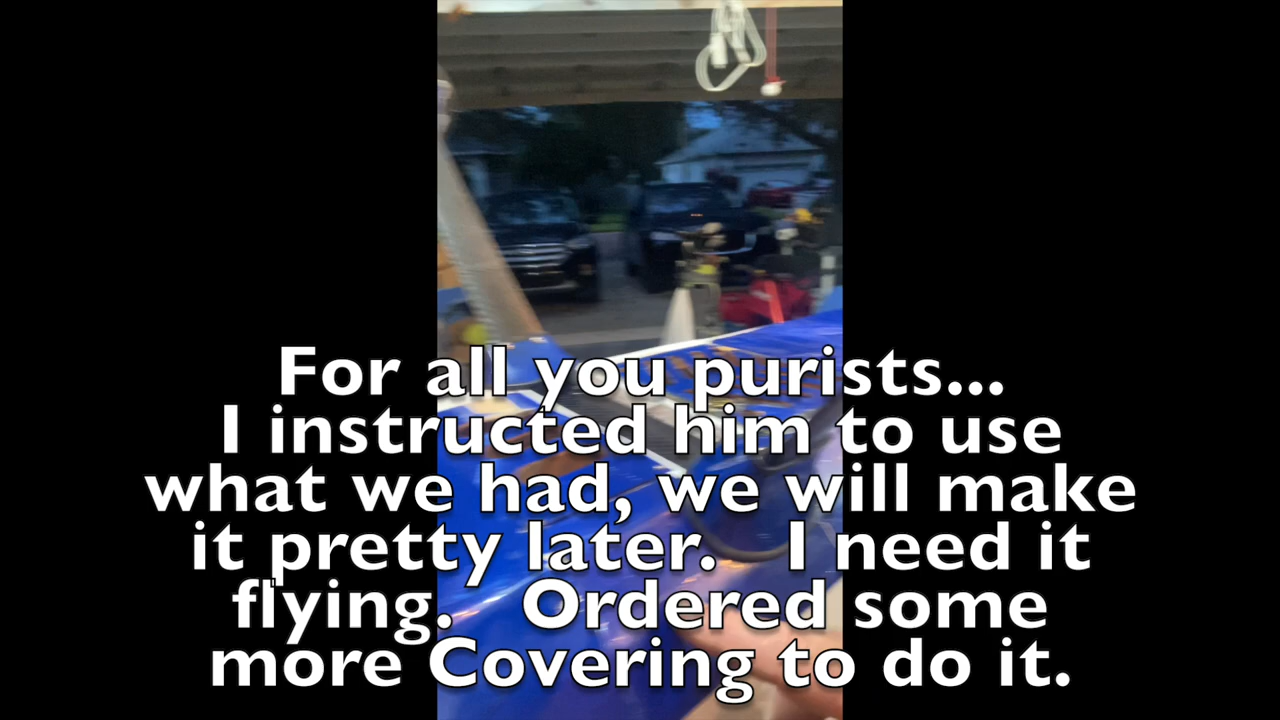 For all you purists...
I instructed him to use
what we had, we will make
it pretty later.   I need it
flying.   Ordered some
more Covering to do it.